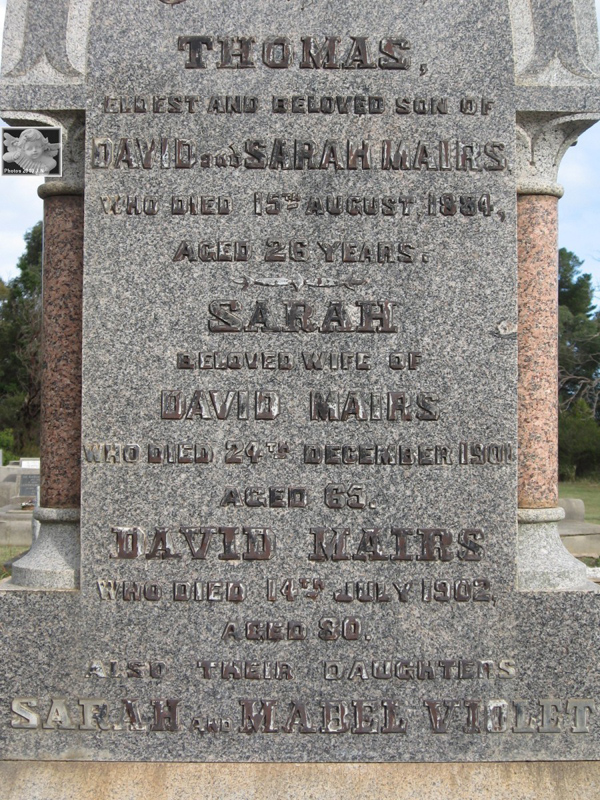 THOMAS,
ELDEST AND BELOVED SON OF
DAVID and SARAH MAIRS,
WHO DIED 15TH AUGUST 1884,
AGED 26 YEARS.
SARAH
BELOVED WIFE OF
DAVID MAIRS
WHO DIED 24TH DECEMBER 1901
AGED 65.
DAVID MAIRS
WHO DIED 14TH JULY 1902,
AGED 80.
ALSO THEIR DAUGHTERS
SARAH AND MABEL VIOLET